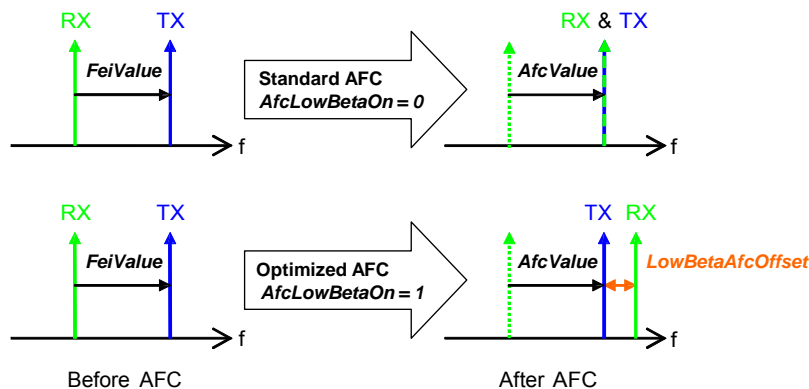 RX TX
FeiValue
f
Standard AFC
AfcLowBetaOn = 0
RX & TX
AfcValue
f
RX TX
FeiValue
f
Optimized AFC
AfcLowBetaOn = 1
TX RX
AfcValue
LowBetaAfcOffset
f
Before AFC
After AFC